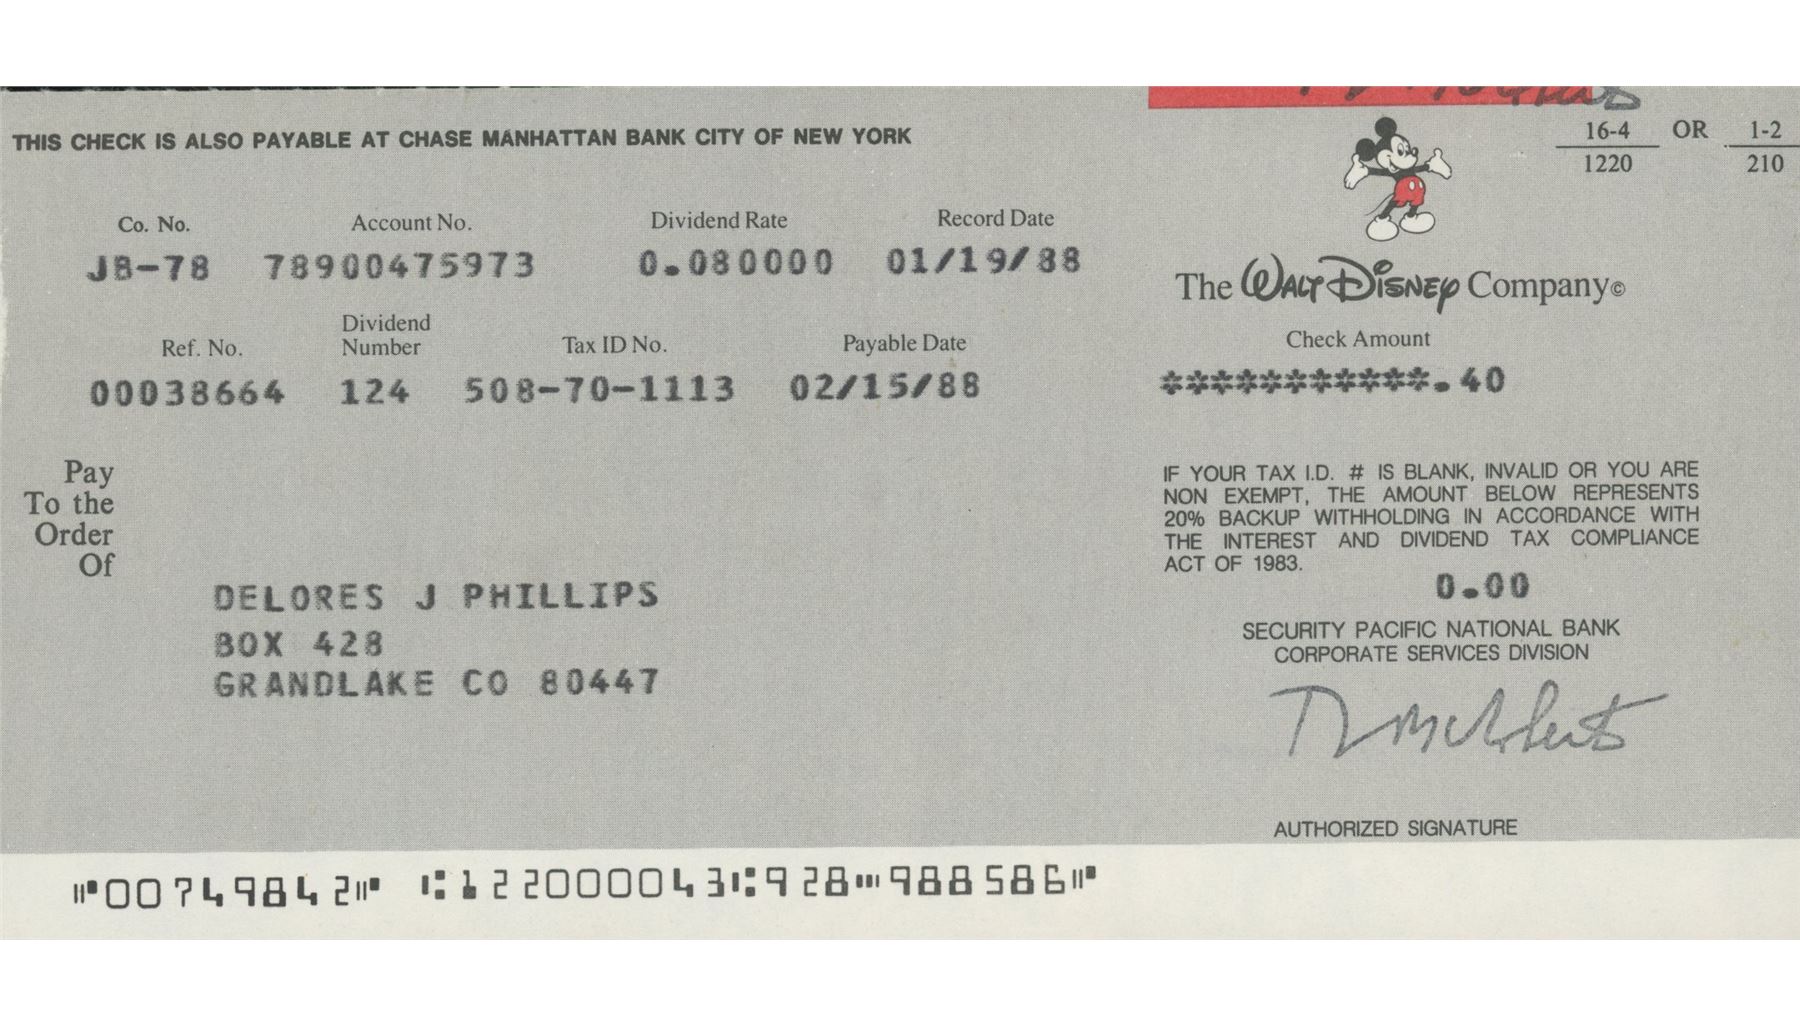 THIS CHECK IS ALSO PAYABLE AT CHASE MANHATTAN BANK CITY OF NEW YORK
16-4 OR 1-2
1220 210
Co. No. Account No. Dividend Rate Record Date
JB-78 78900475973 0.080000 01/19/88
The WALT DISNEY Company©
Ref. No. Dividend Number Tax ID No. Payable Date
00038664 124 508-70-1113 02/15/88
Check Amount
***********.40
Pay
To the
Order
Of
DELORES J PHILLIPS
BOX 428
GRANDLAKE CO 80447
IF YOUR TAX I.D. # IS BLANK, INVALID OR YOU ARE
NON EXEMPT, THE AMOUNT BELOW REPRESENTS
20% BACKUP WITHHOLDING IN ACCORDANCE WITH
THE INTEREST AND DIVIDEND TAX COMPLIANCE
ACT OF 1983.
0.00
SECURITY PACIFIC NATIONAL BANK
CORPORATE SERVICES DIVISION
AUTHORIZED SIGNATURE
⑈00749842⑈ ⑆122000043⑆928⑉988586⑈